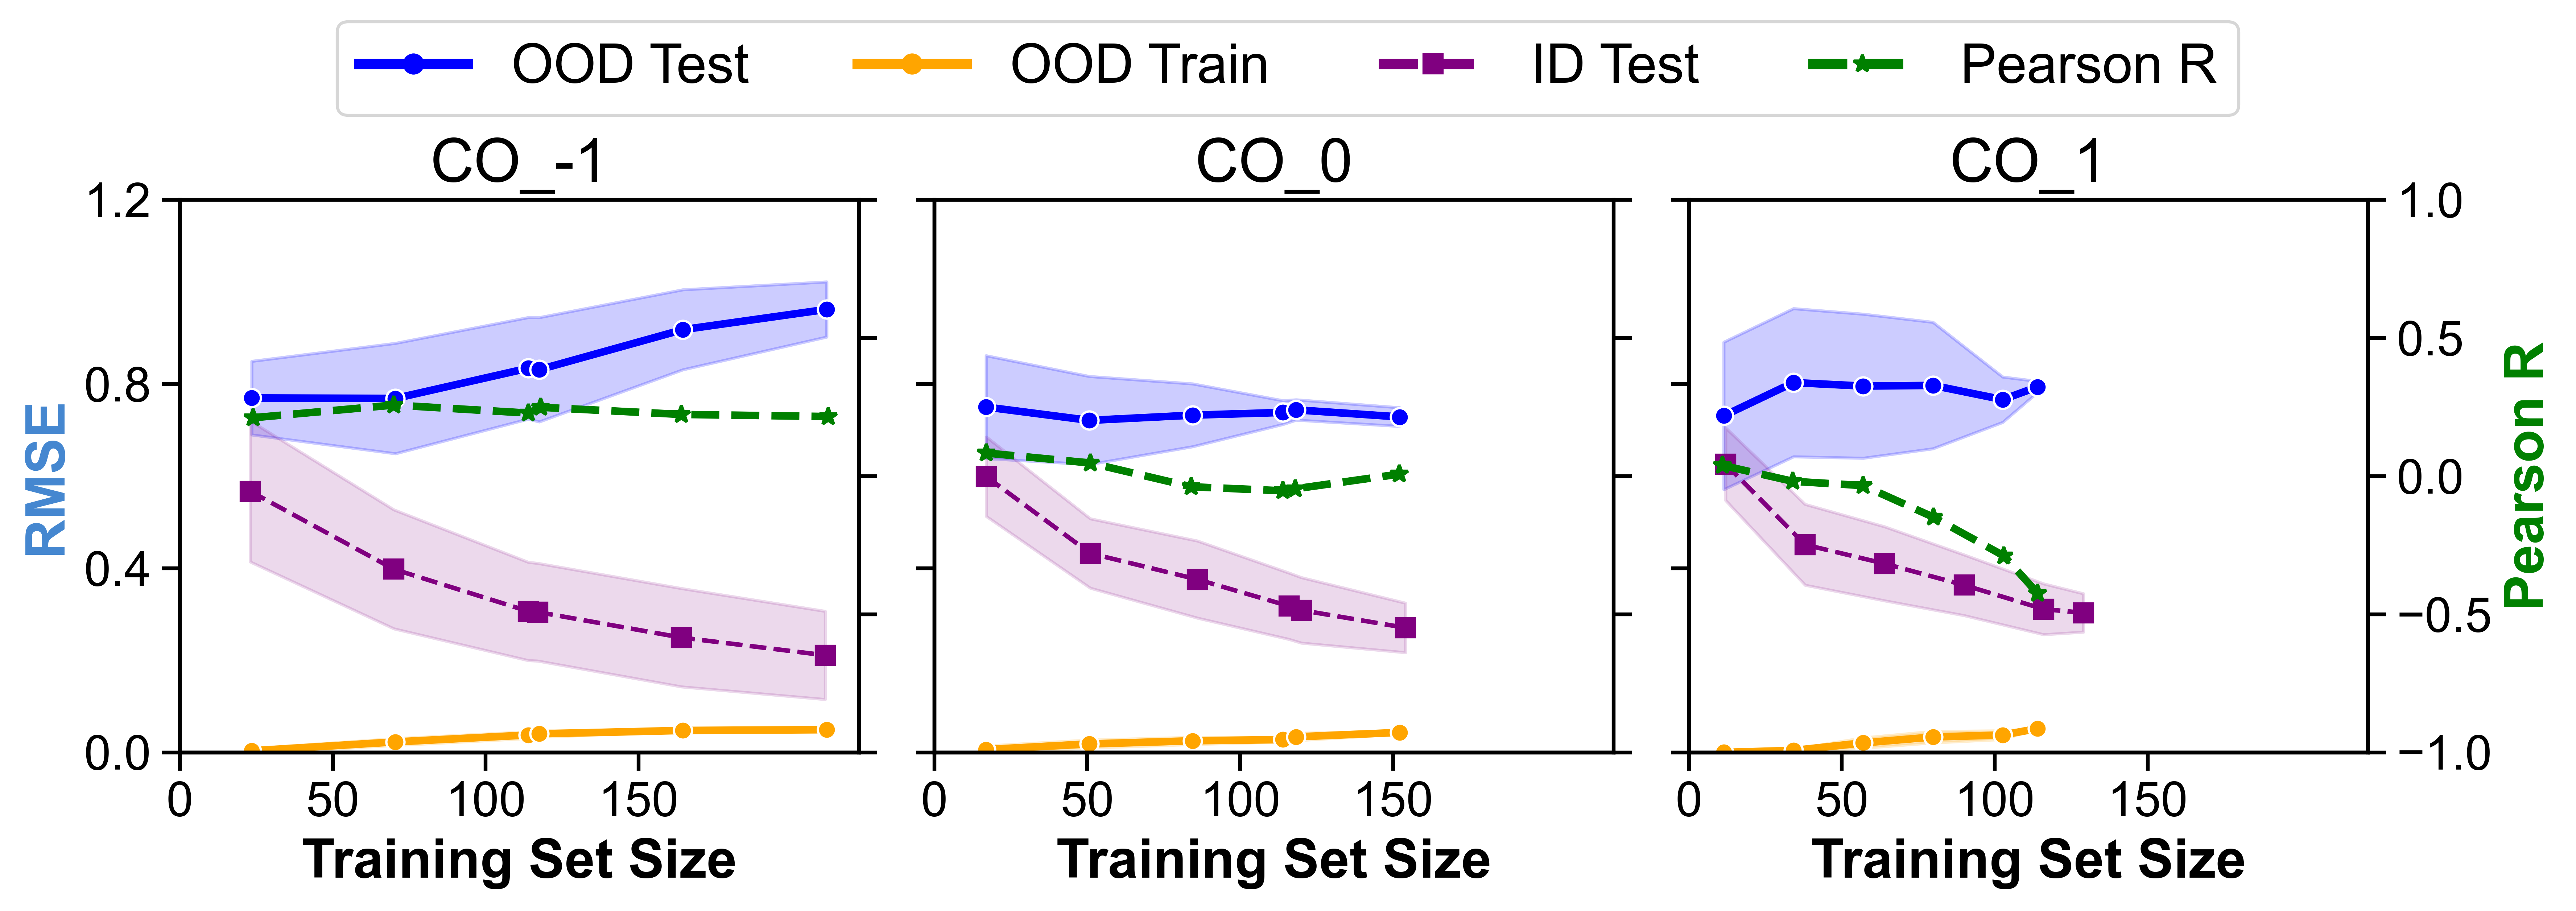 OOD Test OOD Train ID Test Pearson R
CO_-1 CO_0 CO_1
1.2
0.8
0.4
0.0
RMSE
1.0
0.5
0.0
−0.5
−1.0
Pearson R
0 50 100 150 0 50 100 150 0 50 100 150
Training Set Size Training Set Size Training Set Size